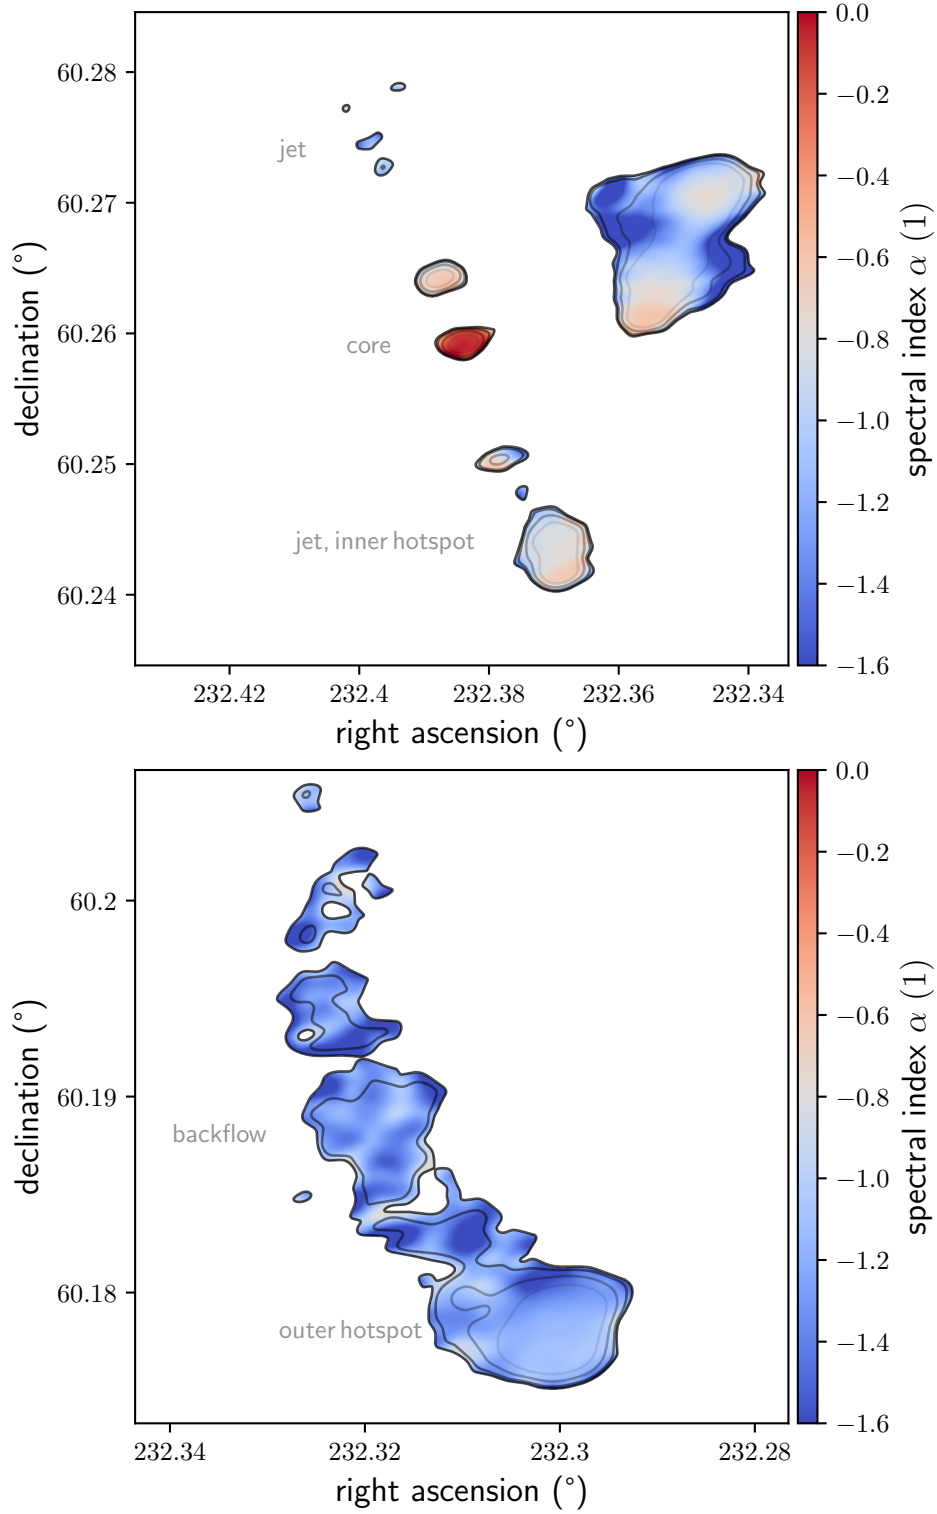 0.0
60.28
−0.2
jet
−0.4
60.27
−0.6
declination (°)
60.26
core
−0.8
spectral index α (1)
−1.0
60.25
−1.2
jet, inner hotspot
−1.4
60.24
−1.6
232.42 232.4 232.38 232.36 232.34
right ascension (°)
0.0
−0.2
60.2
−0.4
−0.6
declination (°)
60.19
−0.8
spectral index α (1)
backflow
−1.0
−1.2
60.18
outer hotspot
−1.4
−1.6
232.34 232.32 232.3 232.28
right ascension (°)